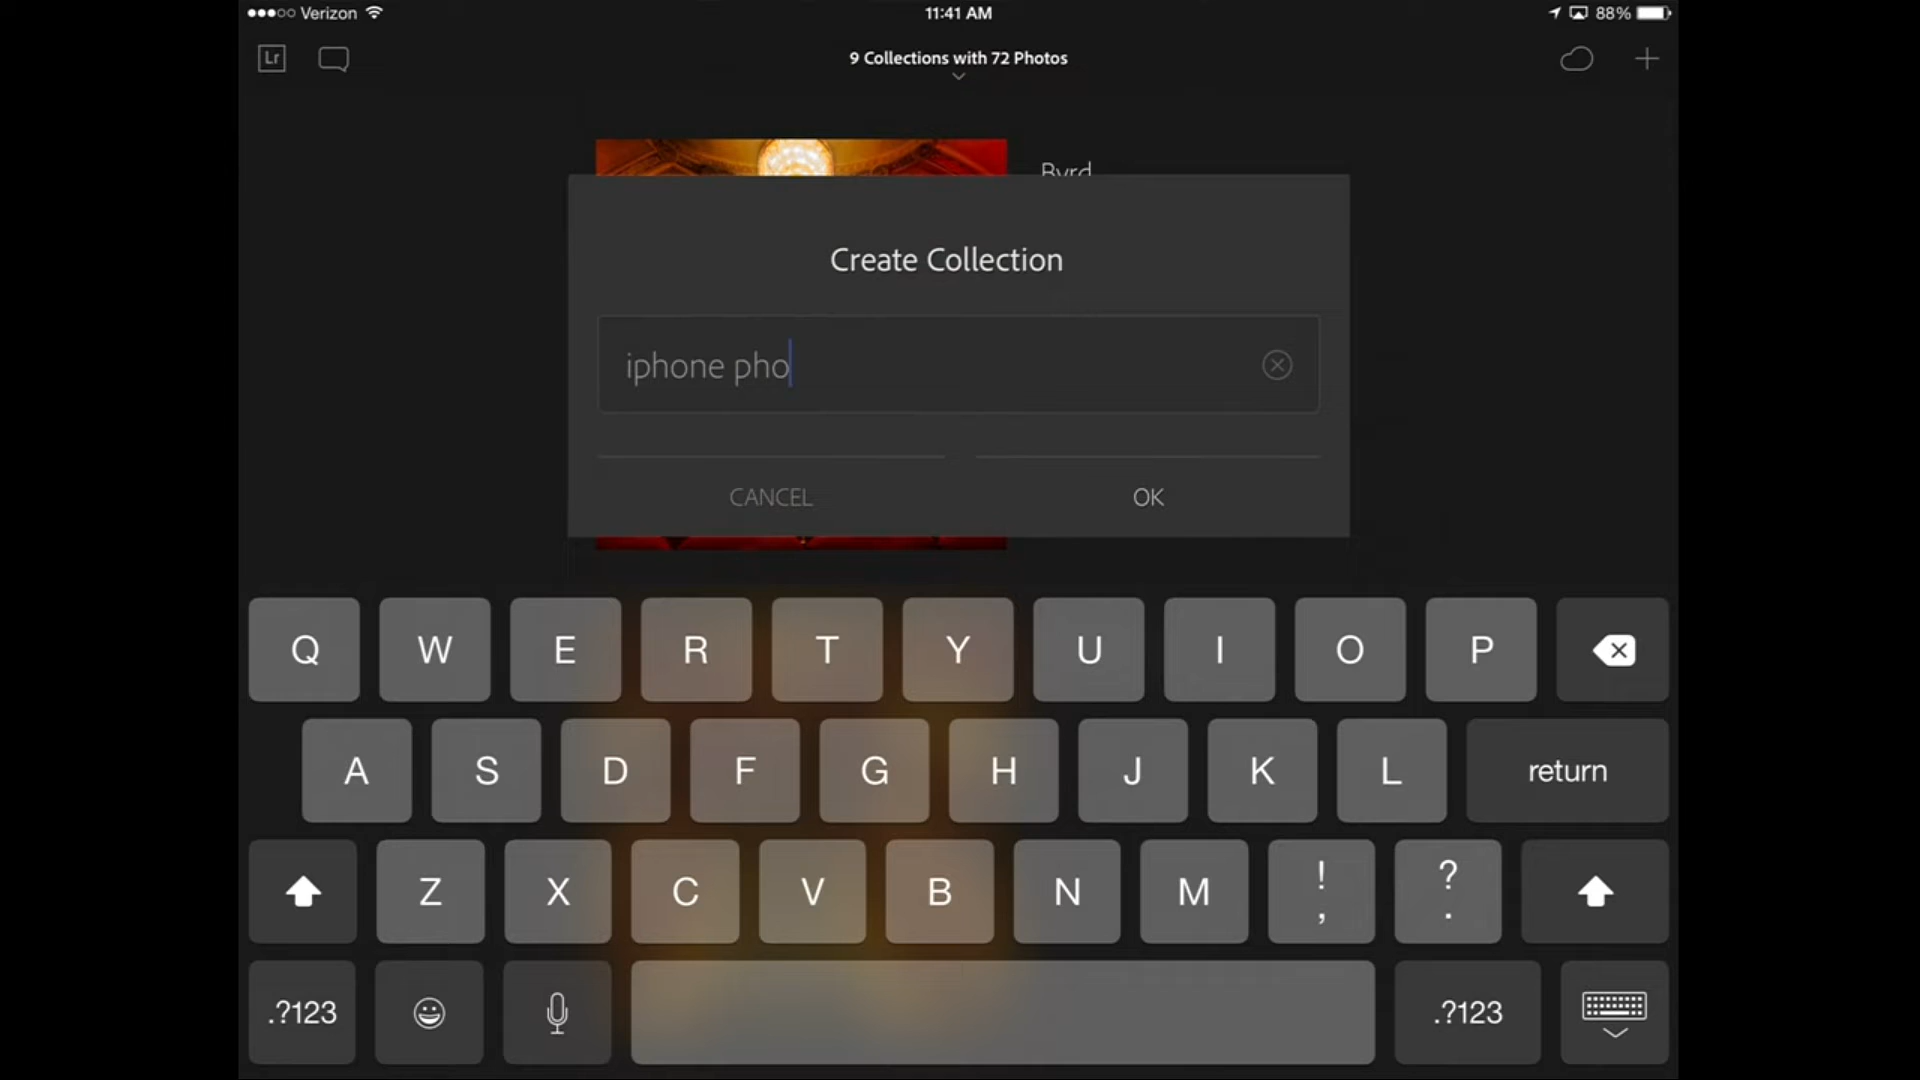 Verizon 11:41 AM 88%
Lr 9 Collections with 72 Photos
Byrd
Create Collection
iphone pho
CANCEL OK
Q W E R T Y U I O P
A S D F G H J K L return
Z X C V B N M ! , ? .
.?123 .?123